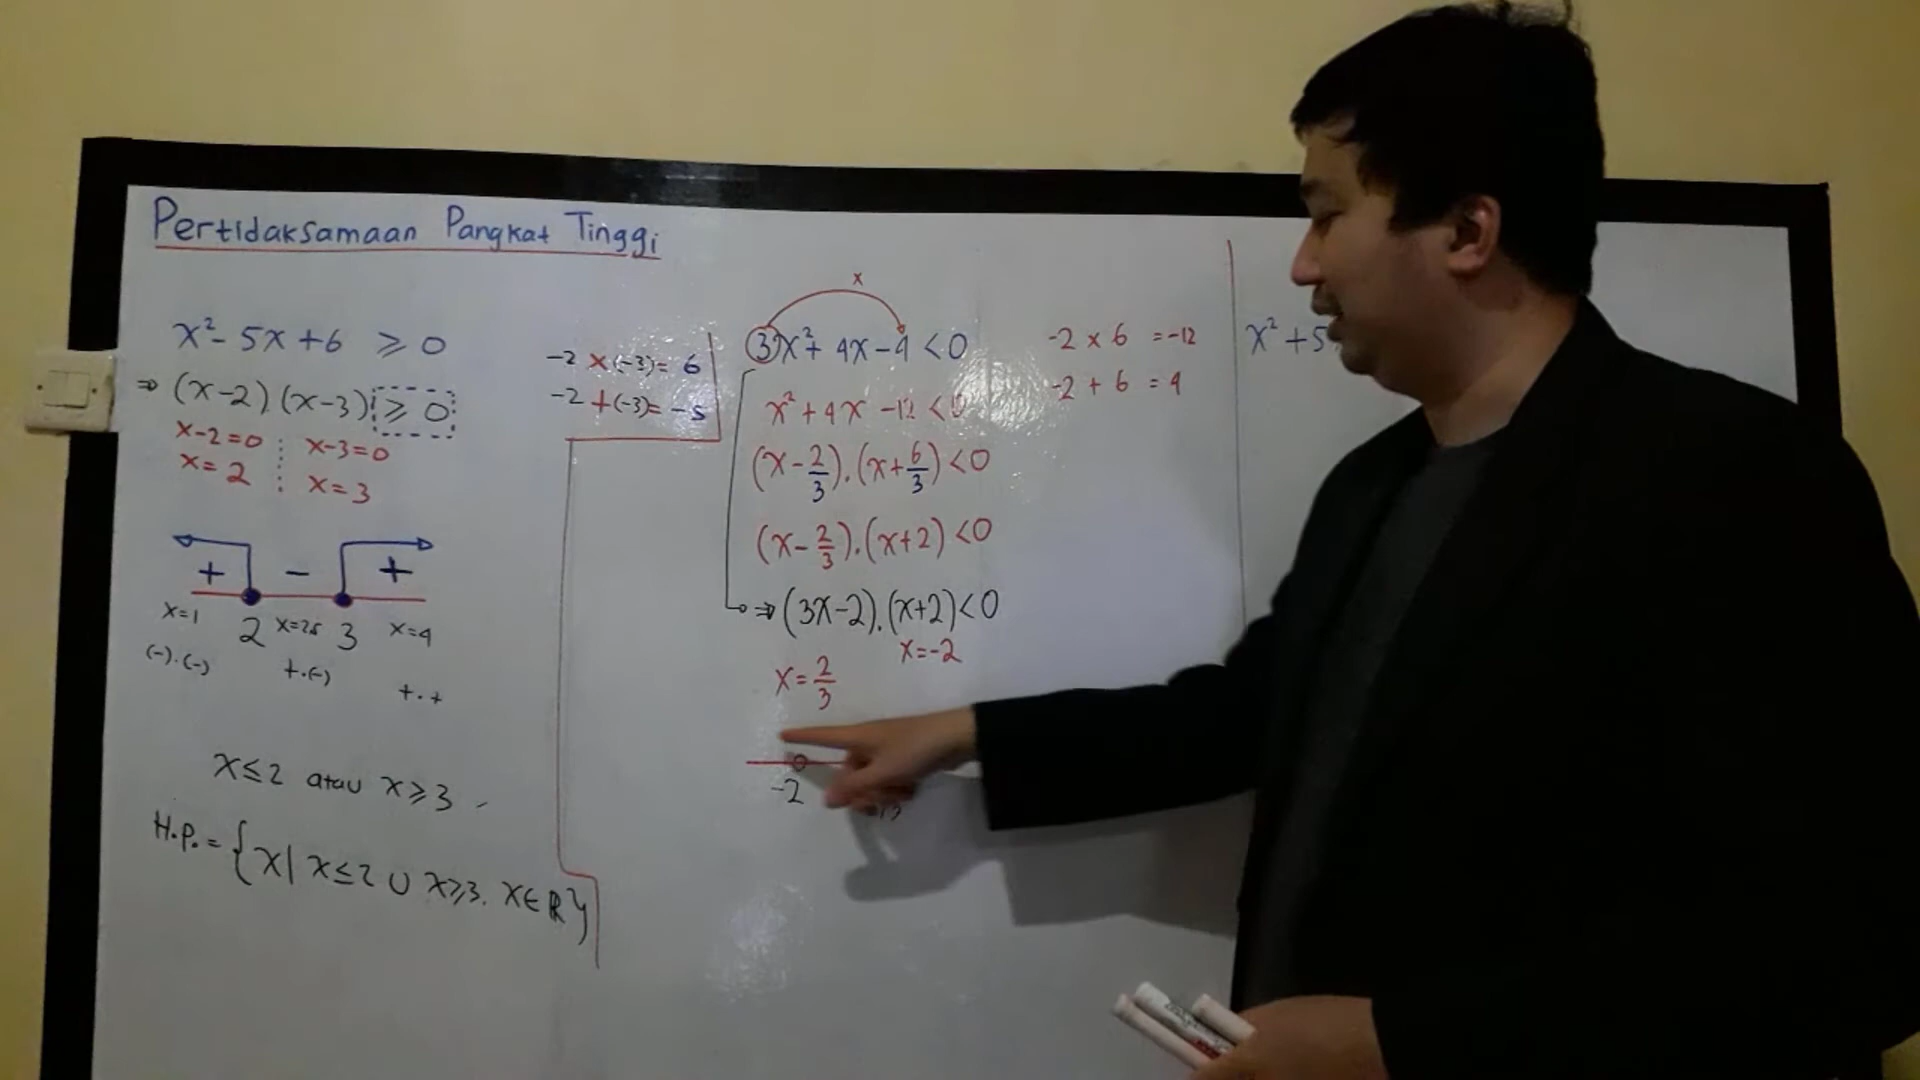 Pertidaksamaan Pangkat Tinggi
x² - 5x + 6 ≥ 0
⇒ (x-2).(x-3) ≥ 0
x-2=0 x-3=0
x=2 x=3
-2 x (-3) = 6
-2 + (-3) = -5
+ - +
x=1 2 x=2,5 3 x=4
(-).(-) +.(-) +.+
x≤2 atau x≥3
H.P. = {x| x≤2 ∪ x≥3. x∈R}
x
3x² + 4x - 4 < 0
x² + 4x - 12 < 0
(x - 2/3).(x + 6/3) < 0
(x - 2/3).(x+2) < 0
⇒ (3x-2).(x+2) < 0
x = 2/3 x = -2
-2
-2 x 6 = -12
-2 + 6 = 4
x² + 5